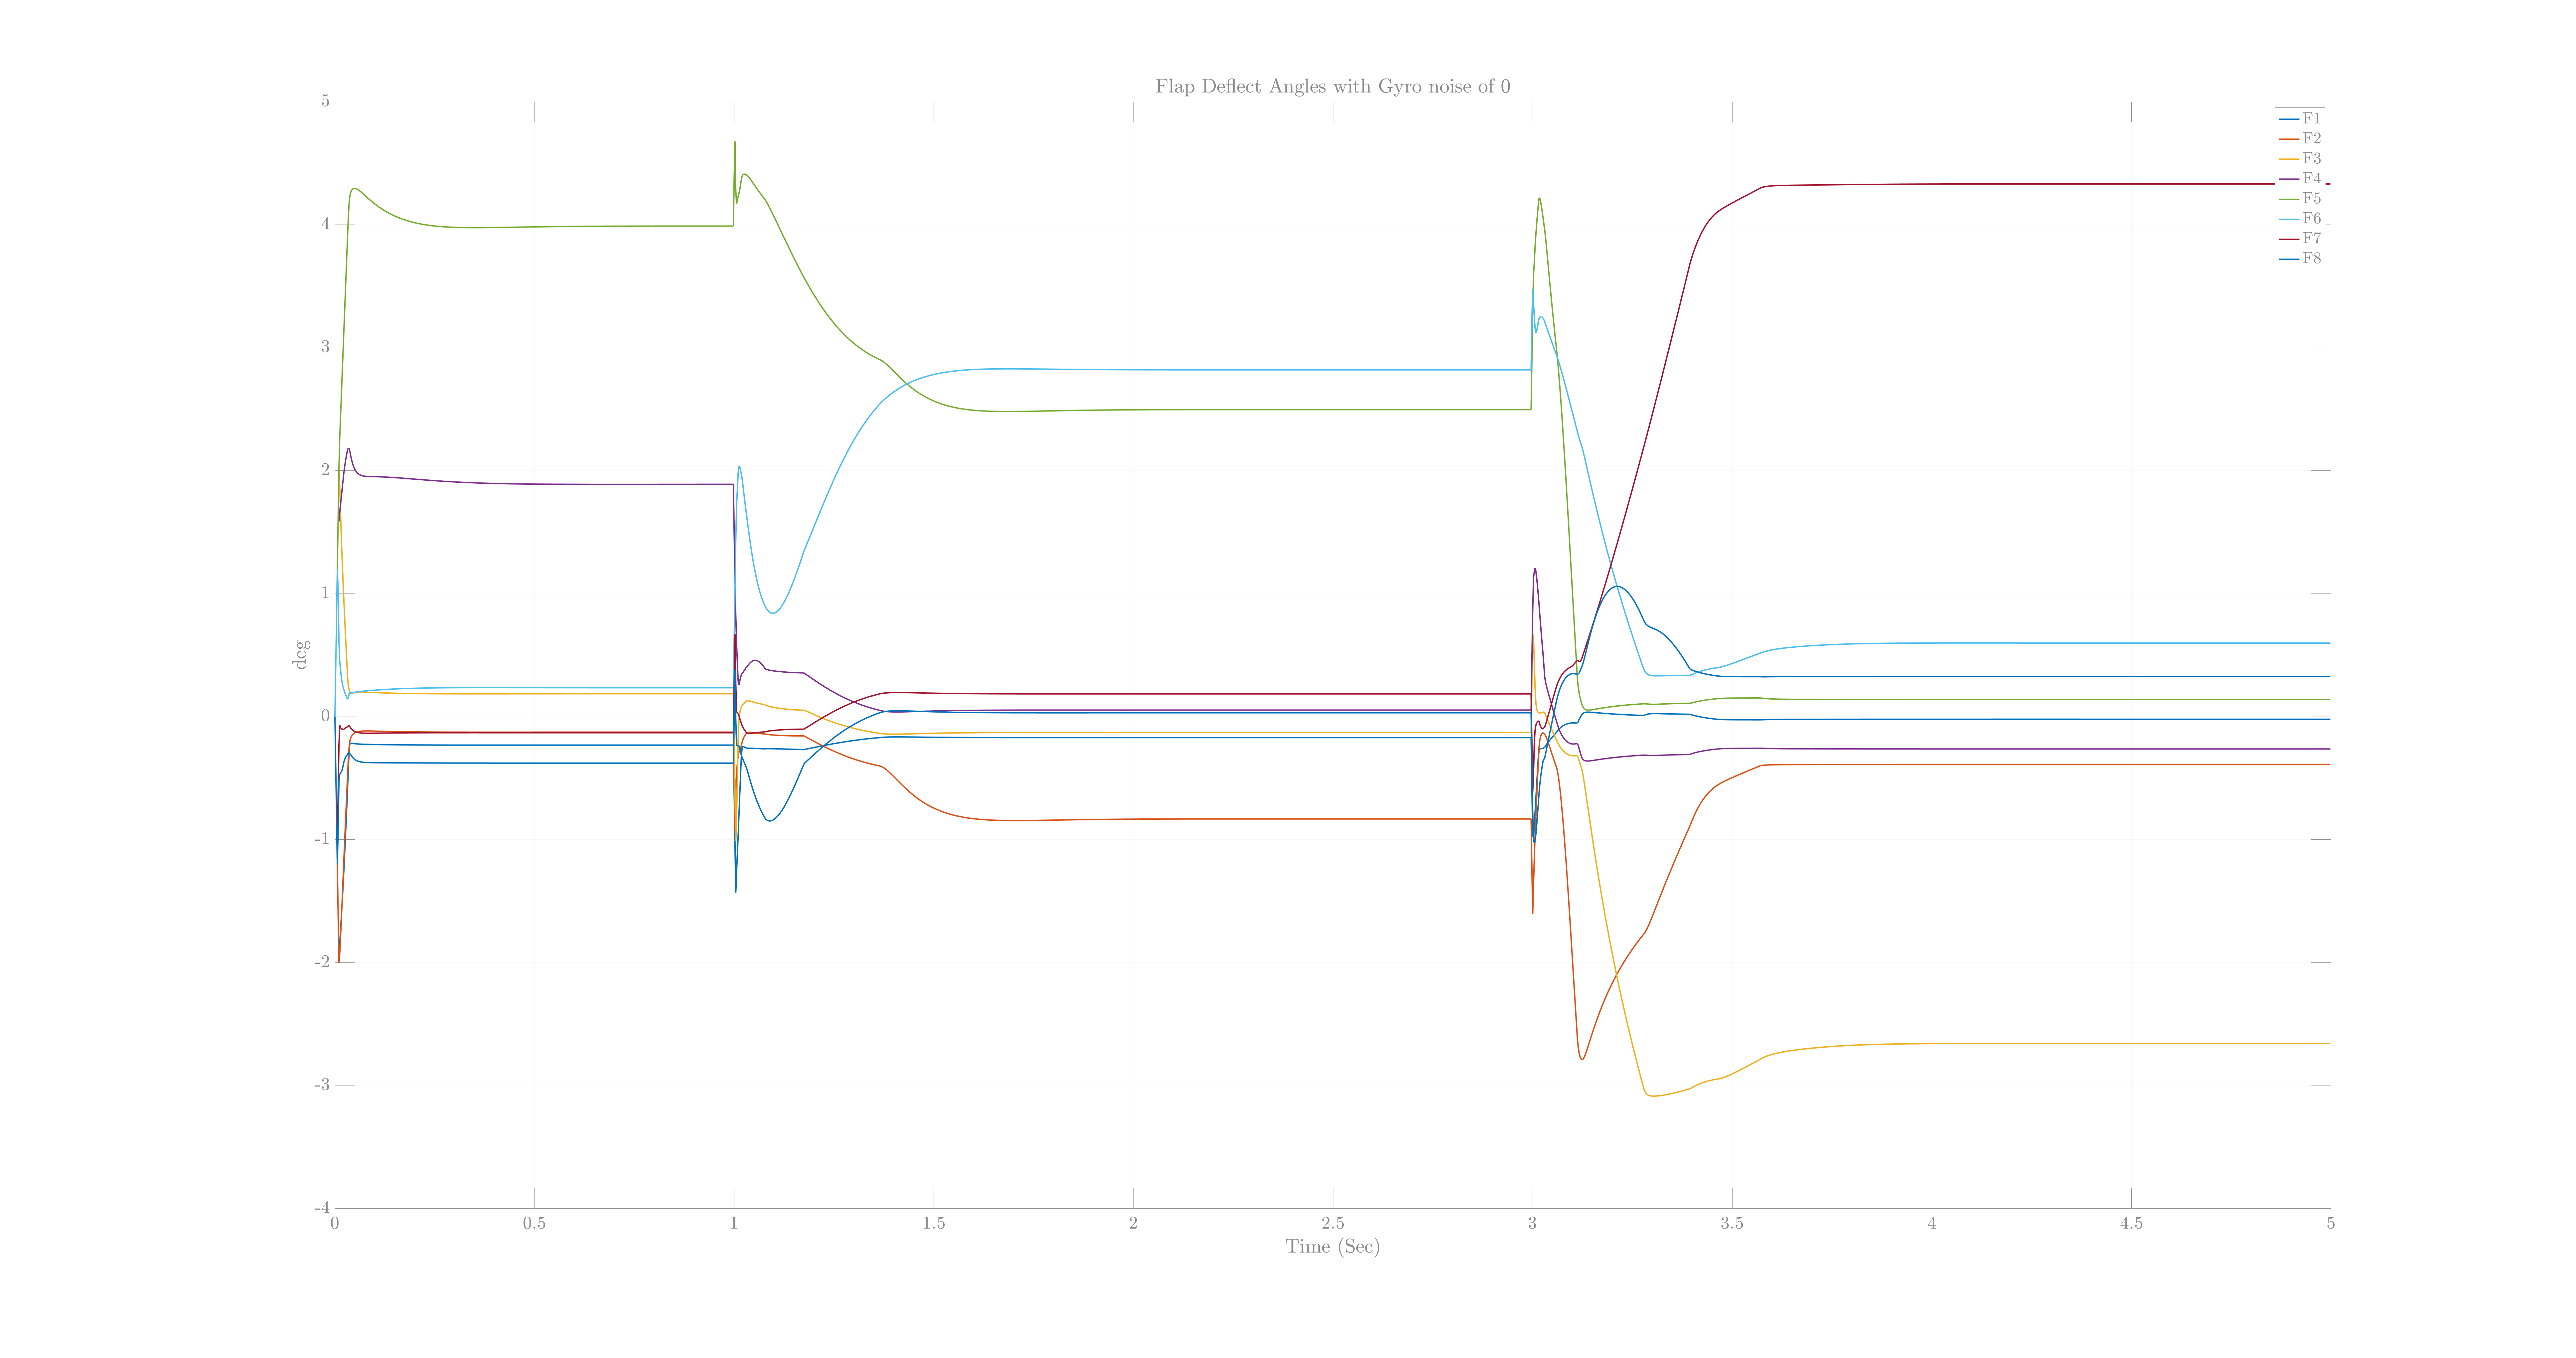 Flap Deflect Angles with Gyro noise of 0
5
4
3
2
1
0
-1
-2
-3
-4
deg
F1
F2
F3
F4
F5
F6
F7
F8
0 0.5 1 1.5 2 2.5 3 3.5 4 4.5 5
Time (Sec)